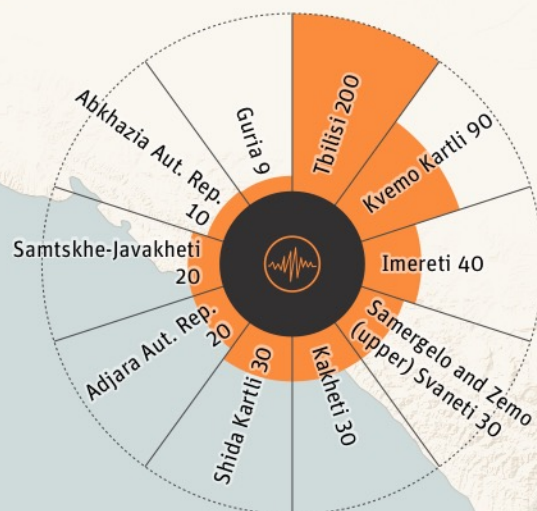 Tbilisi 200
Kvemo Kartli 90
Imereti 40
Samergelo and Zemo
(upper) Svaneti 30
Kakheti 30
Shida Kartli 30
Adjara Aut. Rep.
20
Samtskhe-Javakheti
20
Abkhazia Aut. Rep.
10
Guria 9